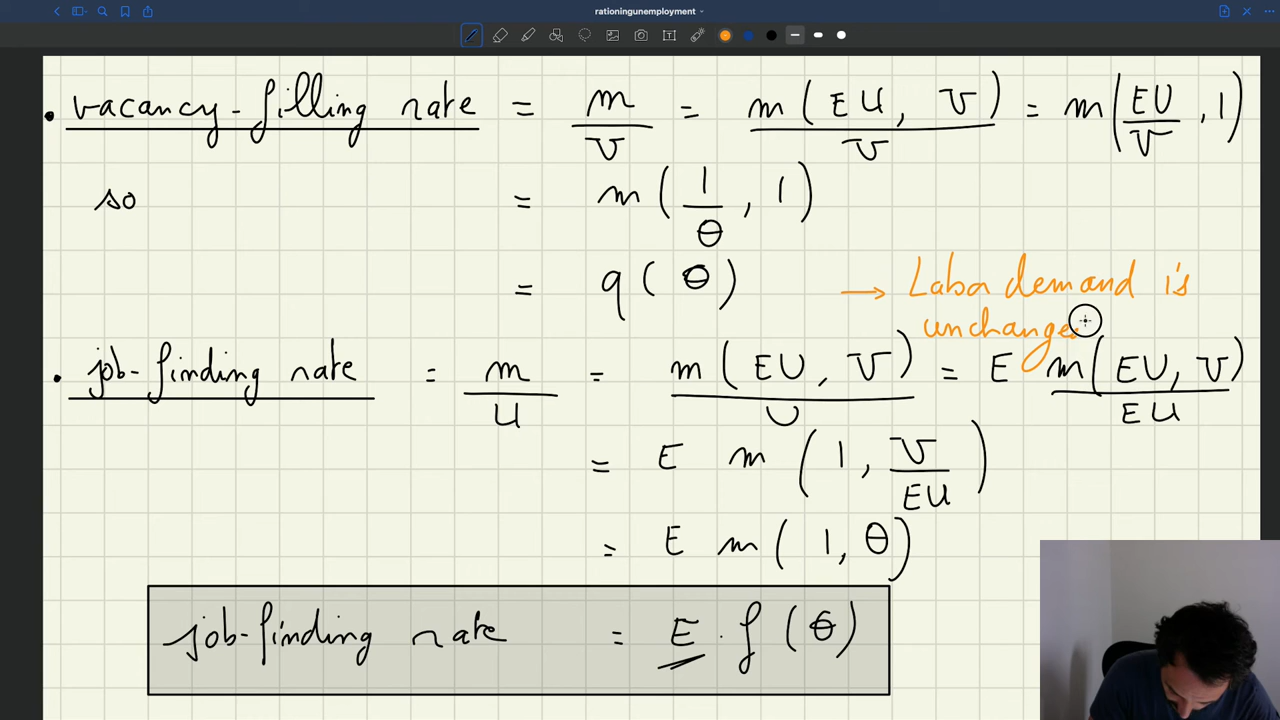 rationingunemployment
• vacancy-filling rate = m / V = m ( EU, V ) / V = m ( EU / V , 1 )
so = m ( 1 / θ , 1 )
= q ( θ )
→ Labor demand is
unchanged
• job-finding rate = m / U = m ( EU, V ) / U = E m ( EU, V ) / EU
= E m ( 1, V / EU )
= E m ( 1, θ )
job-finding rate = E . f ( θ )